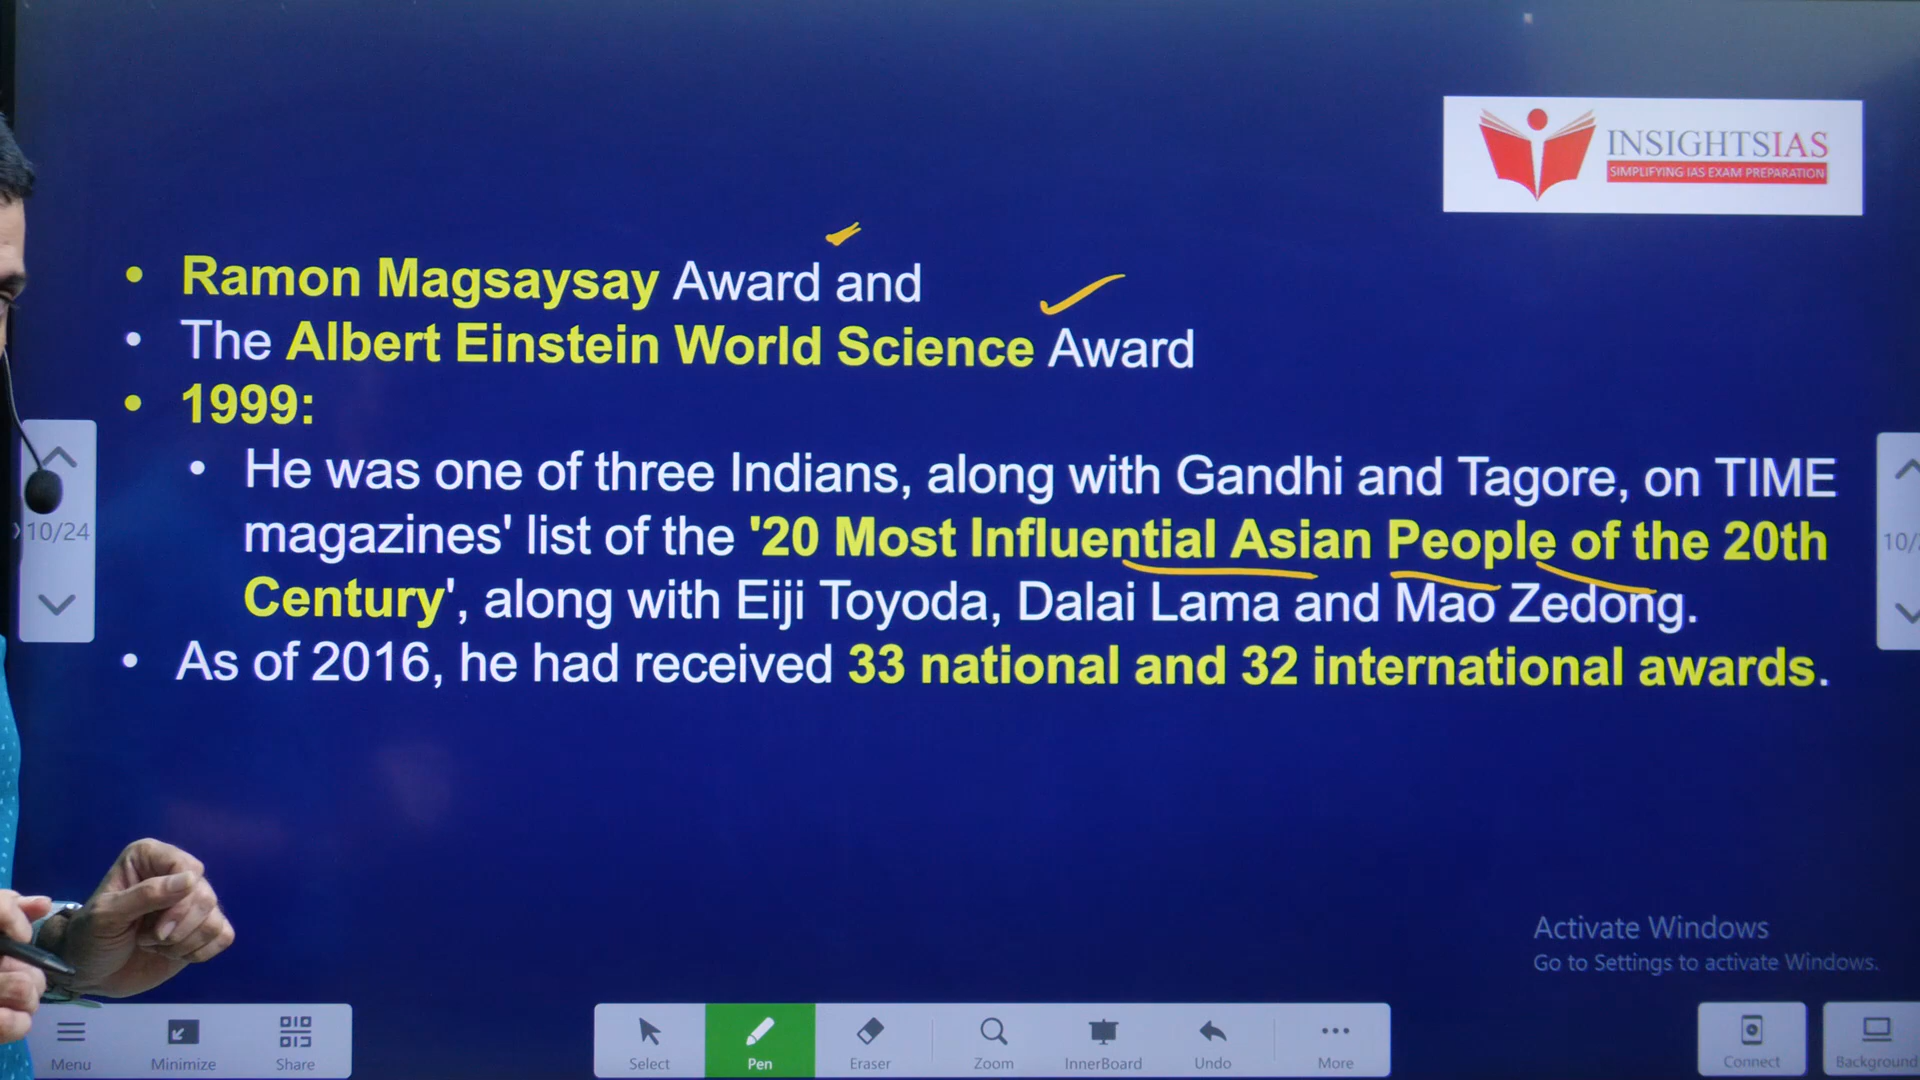 INSIGHTSIAS
SIMPLIFYING IAS EXAM PREPARATION
• Ramon Magsaysay Award and
• The Albert Einstein World Science Award
• 1999:
• He was one of three Indians, along with Gandhi and Tagore, on TIME
magazines' list of the '20 Most Influential Asian People of the 20th
Century', along with Eiji Toyoda, Dalai Lama and Mao Zedong.
• As of 2016, he had received 33 national and 32 international awards.
10/24
10/2
Activate Windows
Go to Settings to activate Windows.
Menu Minimize Share Select Pen Eraser Zoom InnerBoard Undo More Connect Background